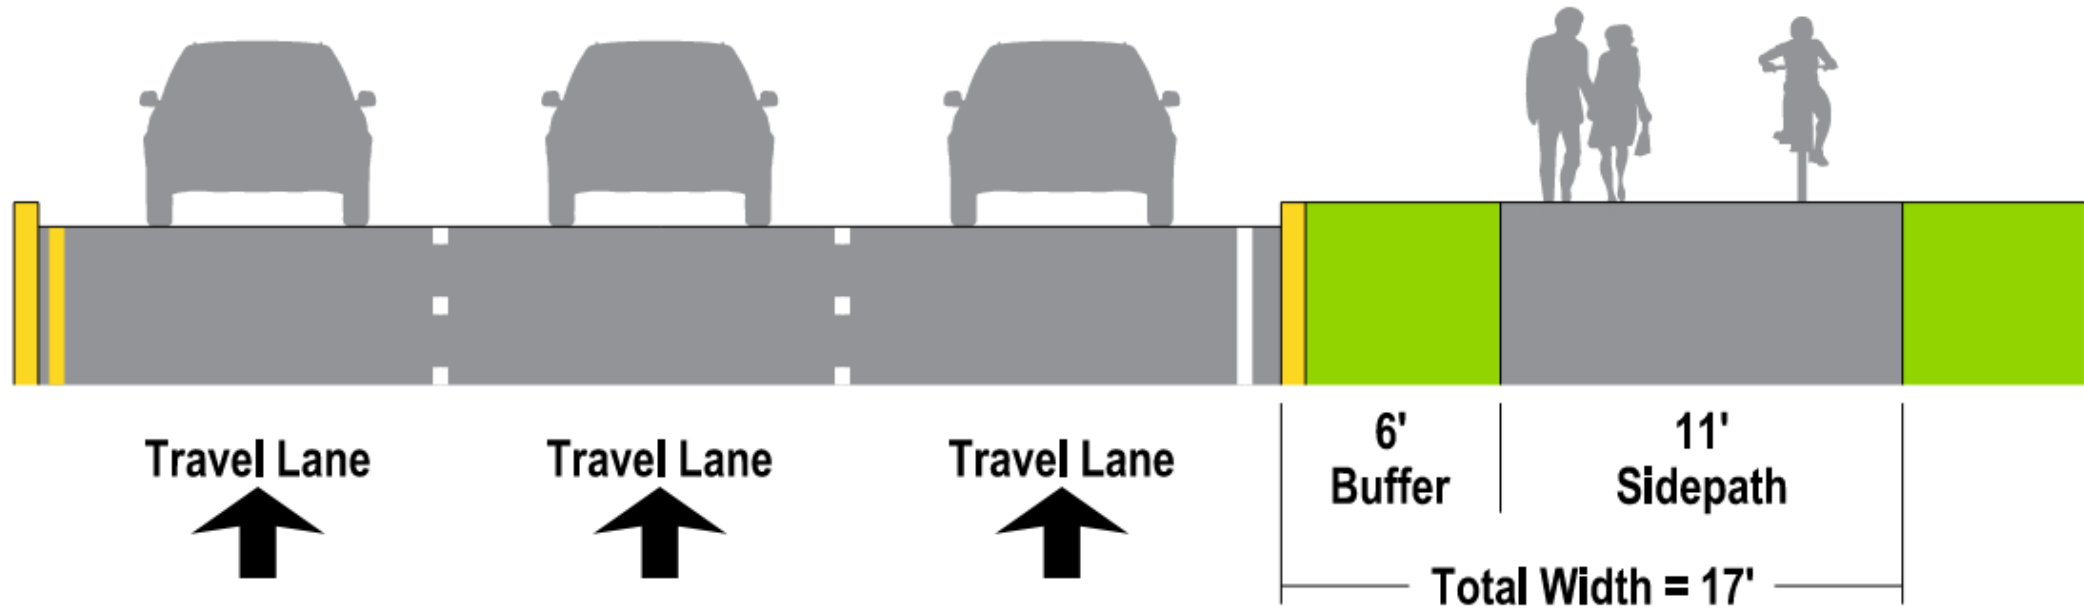 Travel Lane
Travel Lane
Travel Lane
6'
Buffer
11'
Sidepath
Total Width = 17'